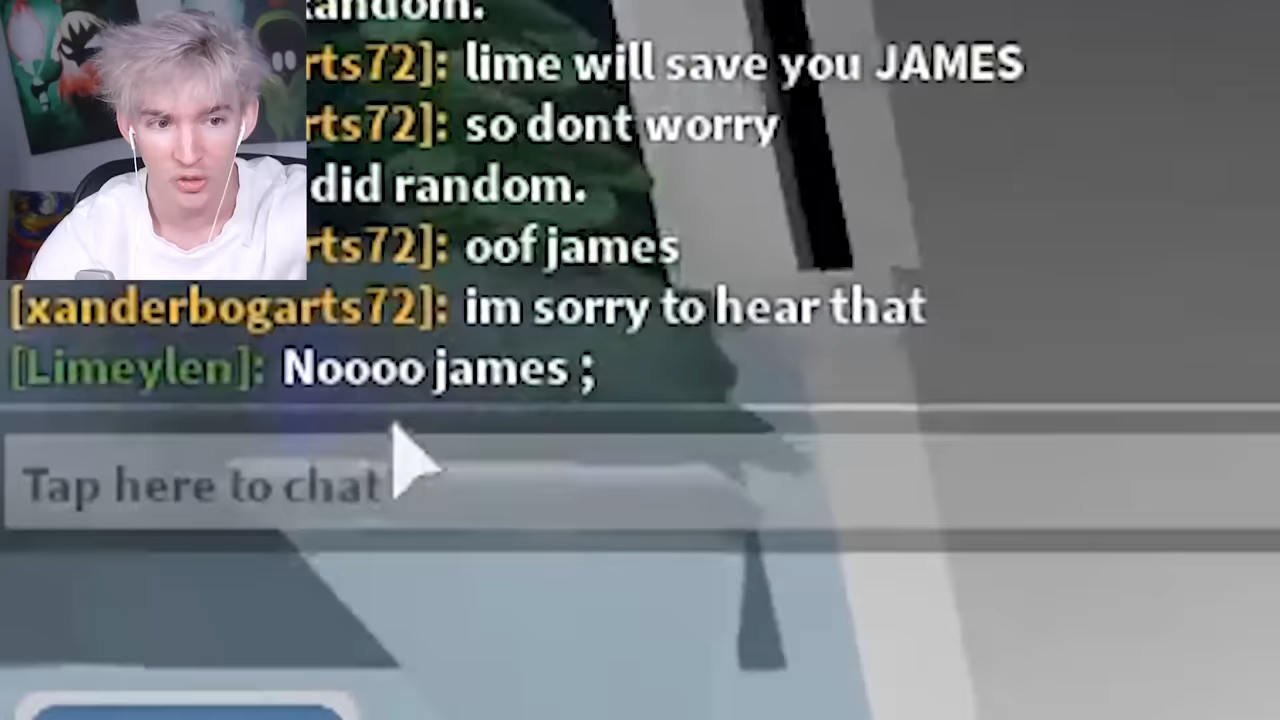 random.
rts72]: lime will save you JAMES
rts72]: so dont worry
did random.
rts72]: oof james
[xanderbogarts72]: im sorry to hear that
[Limeylen]: Noooo james ;
Tap here to chat